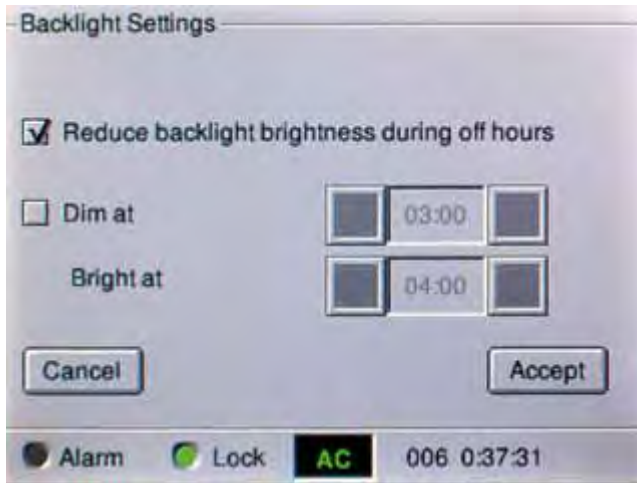 Backlight Settings
Reduce backlight brightness during off hours
Dim at 03:00
Bright at 04:00
Cancel Accept
Alarm Lock AC 006 0:37:31